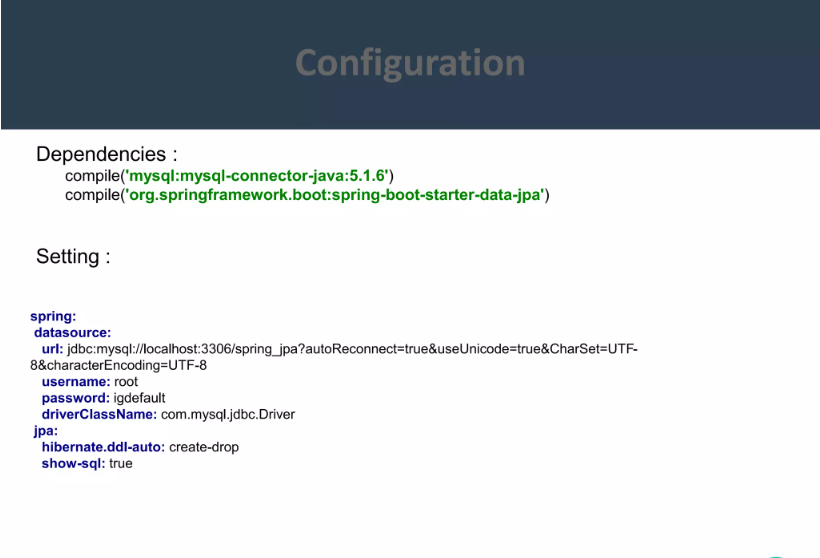 Configuration
Dependencies :
compile('mysql:mysql-connector-java:5.1.6')
compile('org.springframework.boot:spring-boot-starter-data-jpa')
Setting :
spring:
datasource:
url: jdbc:mysql://localhost:3306/spring_jpa?autoReconnect=true&useUnicode=true&CharSet=UTF-
8&characterEncoding=UTF-8
username: root
password: igdefault
driverClassName: com.mysql.jdbc.Driver
jpa:
hibernate.ddl-auto: create-drop
show-sql: true